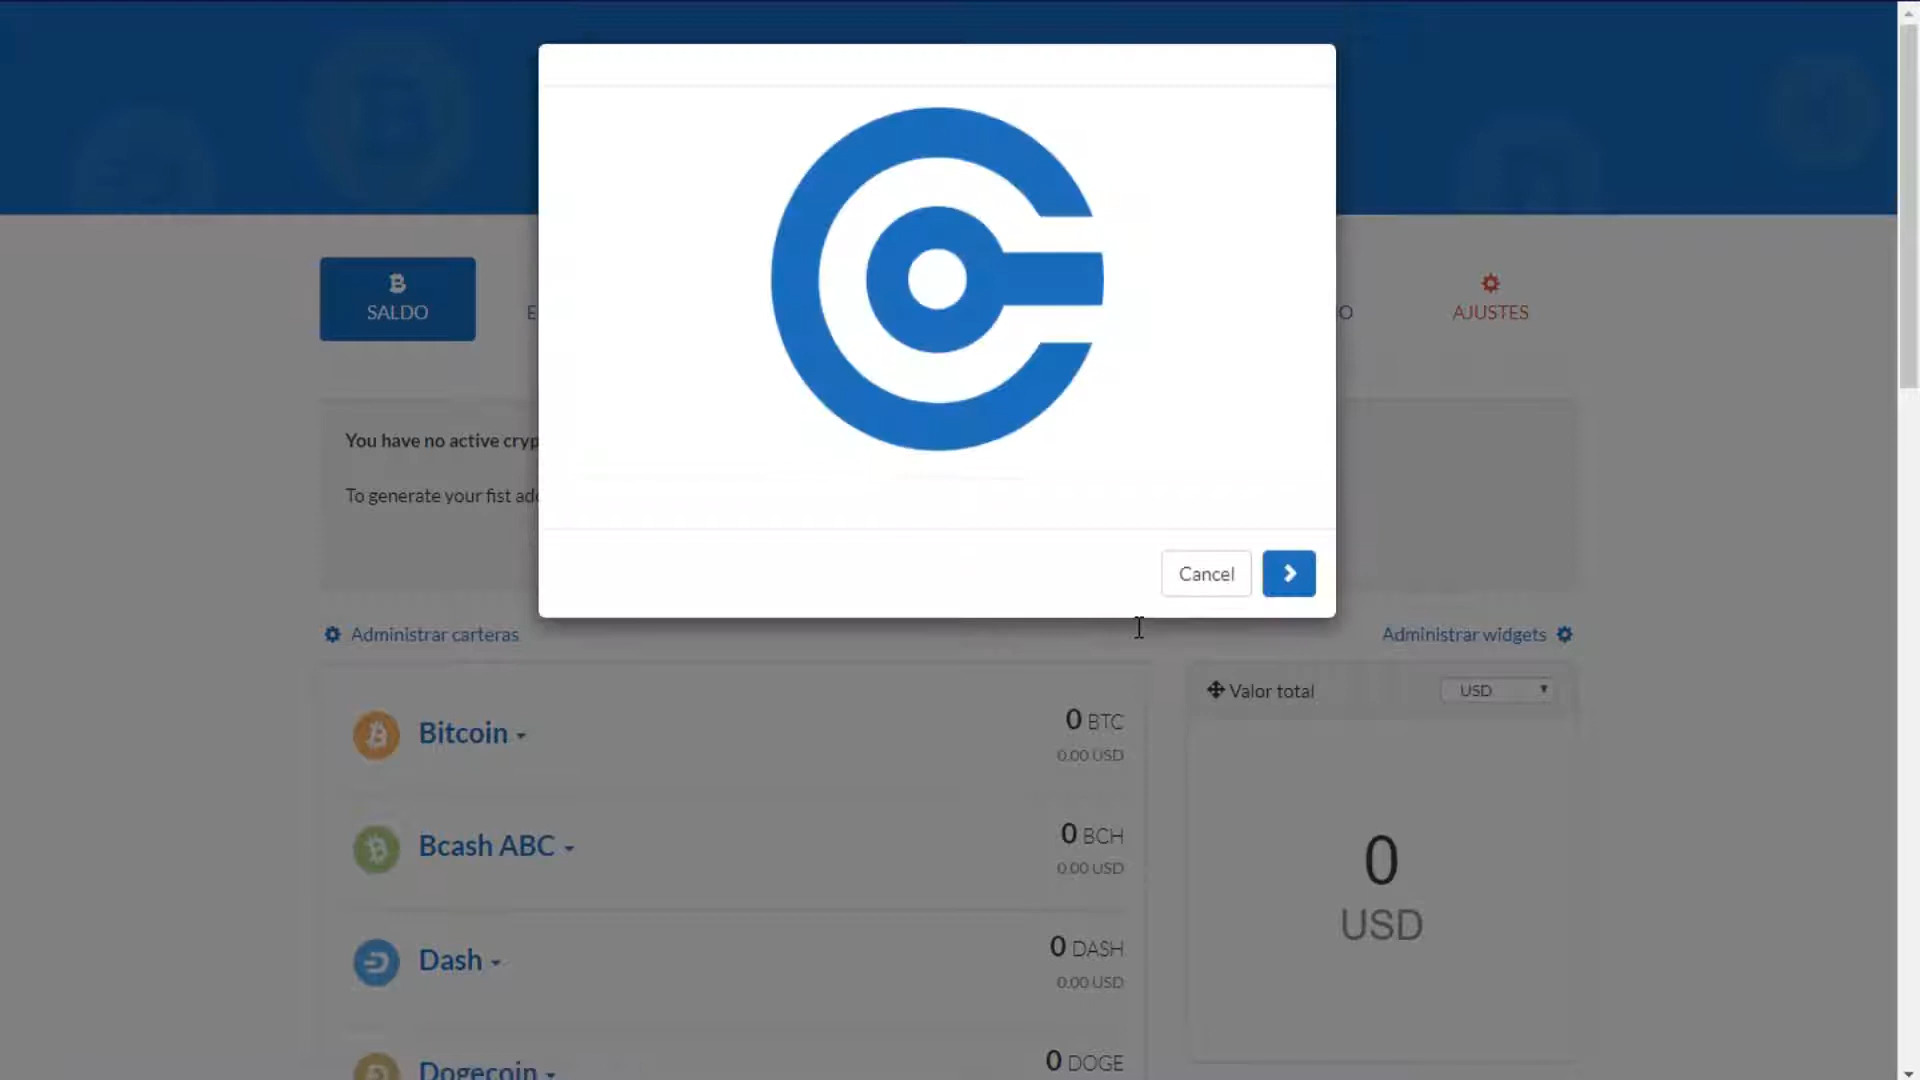 SALDO
E
O
AJUSTES
You have no active cryp
To generate your fist add
Cancel
Administrar carteras
Administrar widgets
Valor total
USD
Bitcoin
0 BTC
0.00 USD
Bcash ABC
0 BCH
0.00 USD
0
USD
Dash
0 DASH
0.00 USD
Dogecoin
0 DOGE